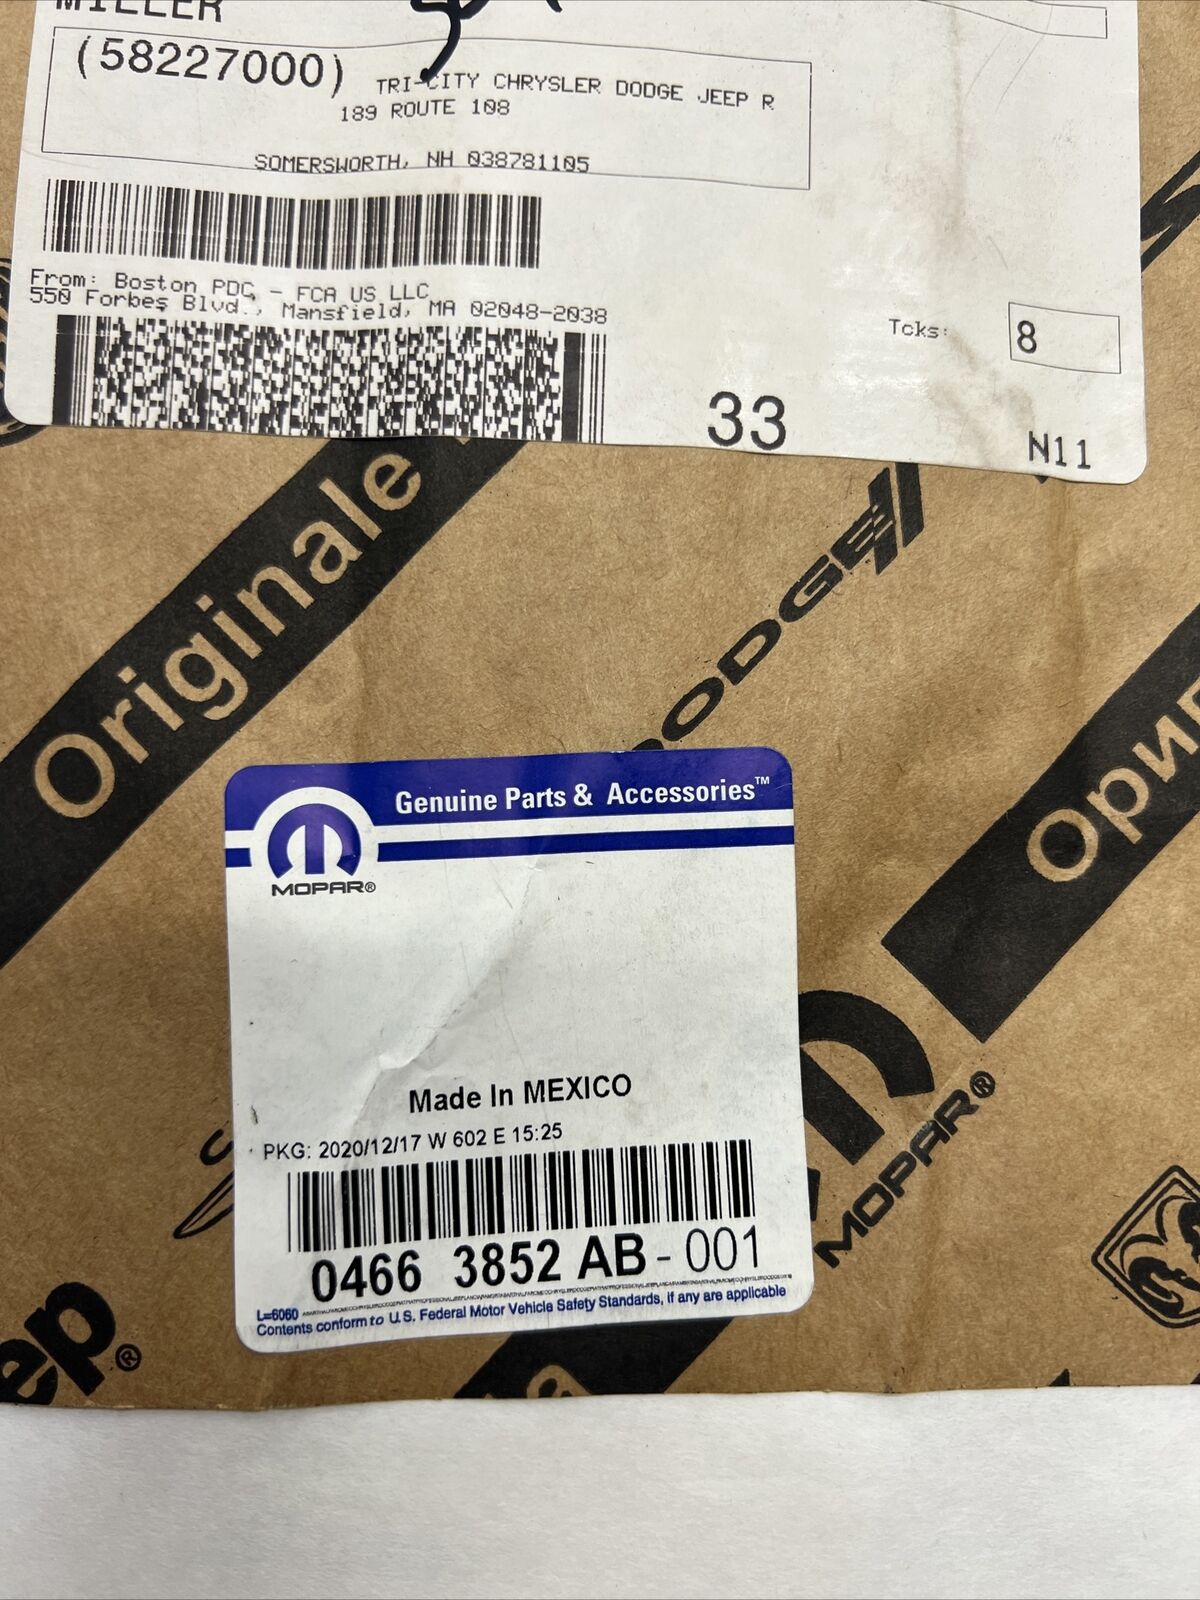 MILLER
(58227000) TRI-CITY CHRYSLER DODGE JEEP R
189 ROUTE 108
SOMERSWORTH, NH 038781105
From: Boston PDC - FCA US LLC
550 Forbes Blvd., Mansfield, MA 02048-2038
Tcks: 8
33
N11
Originale
DODGE
Genuine Parts & Accessories™
MOPAR®
Made In MEXICO
PKG: 2020/12/17 W 602 E 15:25
0466 3852 AB - 001
L=6060
Contents conform to U.S. Federal Motor Vehicle Safety Standards, if any are applicable
MOPAR®
eep®